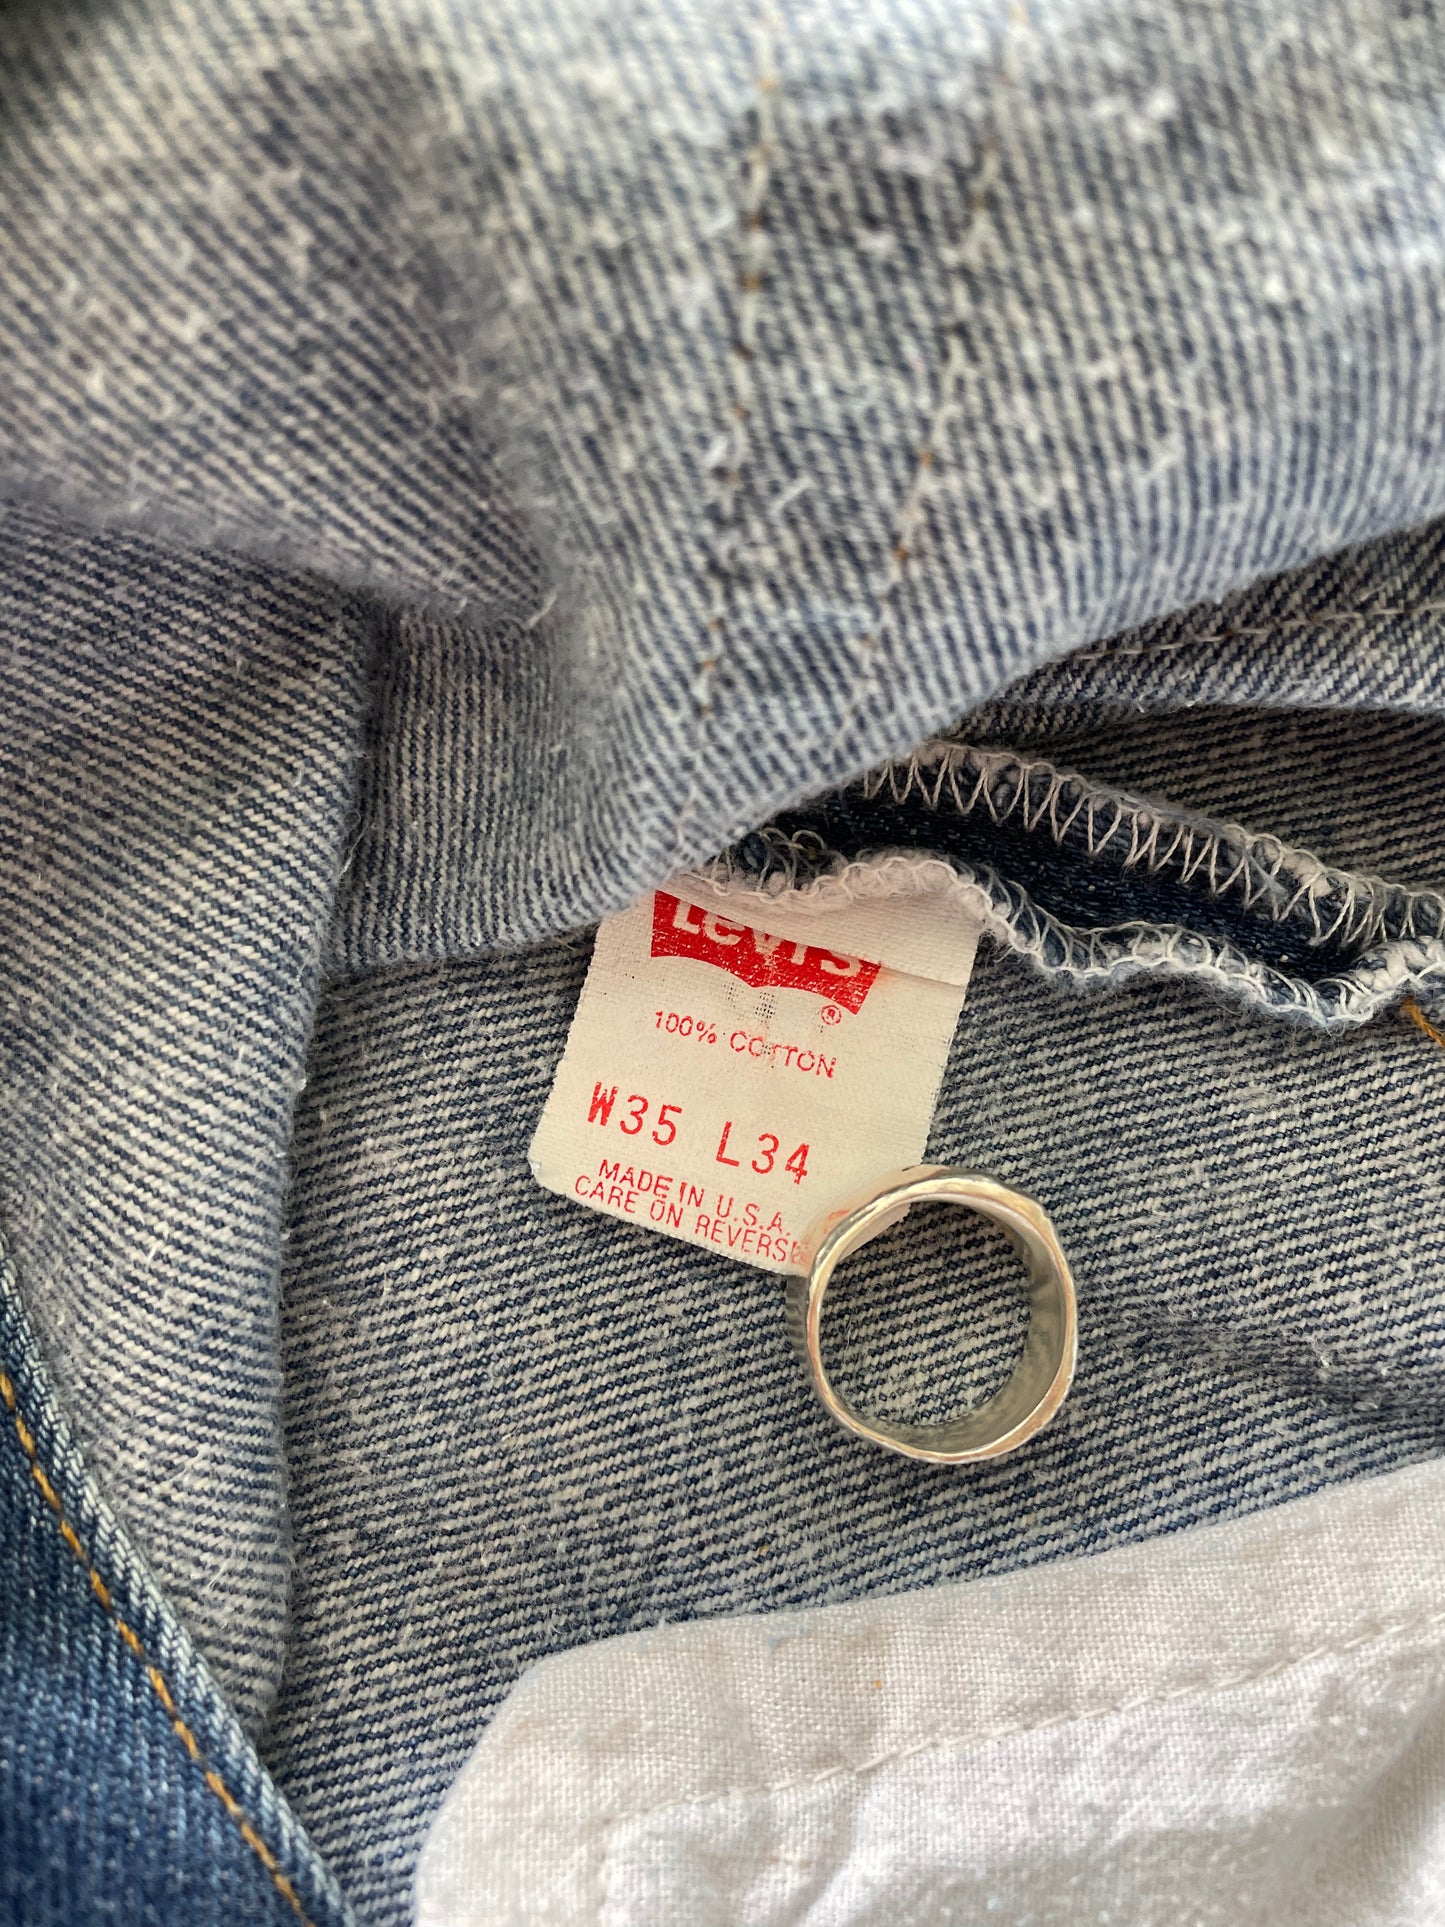 Levi's ®
100% COTTON
W35 L34
MADE IN U.S.A.
CARE ON REVERSE